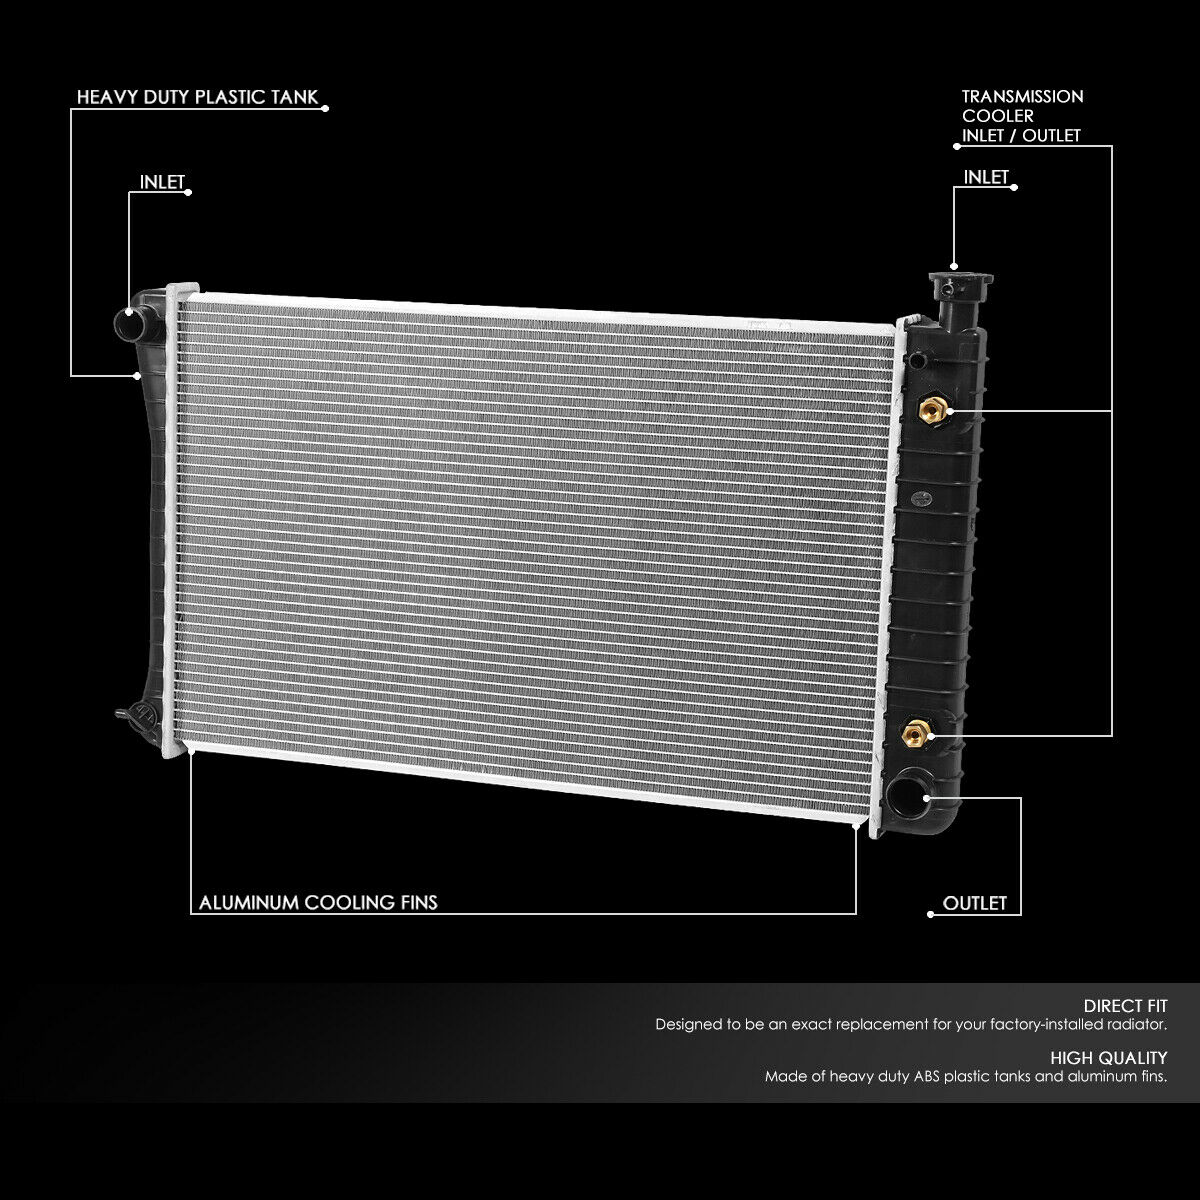 HEAVY DUTY PLASTIC TANK
TRANSMISSION
COOLER
INLET / OUTLET
INLET
INLET
ALUMINUM COOLING FINS
OUTLET
DIRECT FIT
Designed to be an exact replacement for your factory-installed radiator.
HIGH QUALITY
Made of heavy duty ABS plastic tanks and aluminum fins.